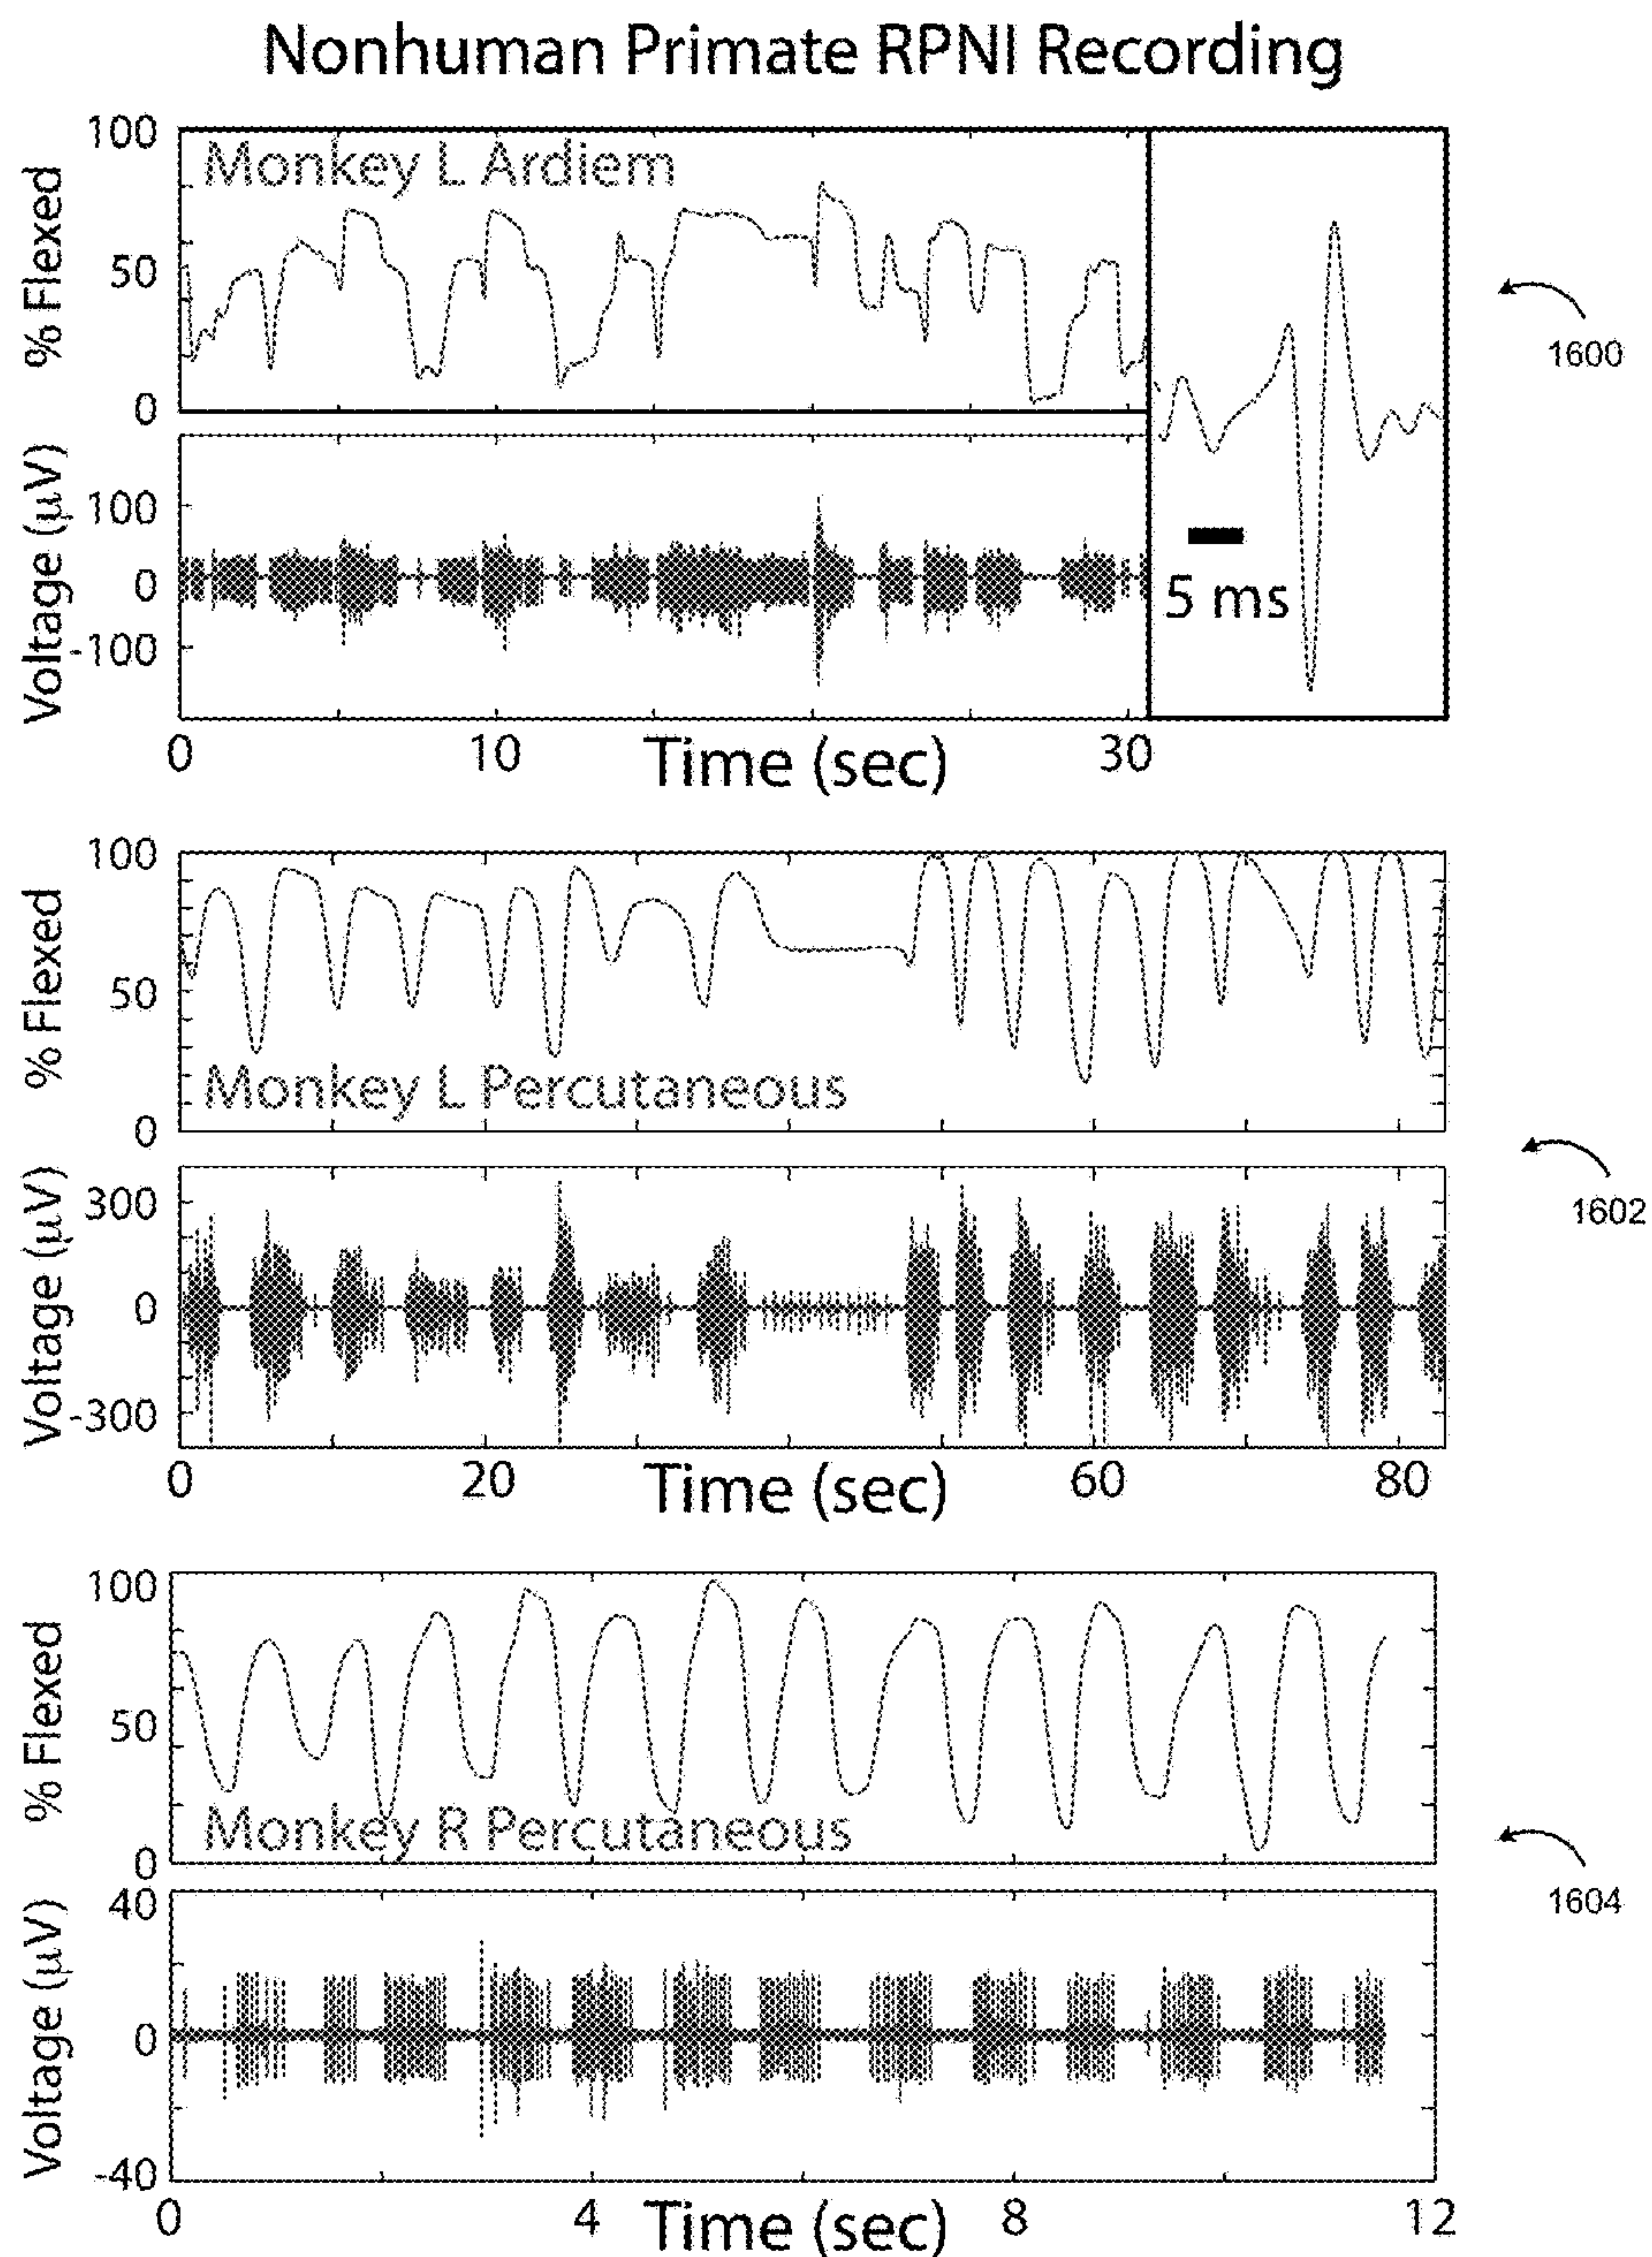 Nonhuman Primate RPNI Recording
100
50
0
% Flexed
Monkey L Ardiem
1600
100
0
-100
Voltage (µV)
5 ms
0 10 Time (sec) 30
100
50
0
% Flexed
Monkey L Percutaneous
1602
300
0
-300
Voltage (µV)
0 20 Time (sec) 60 80
100
50
0
% Flexed
Monkey R Percutaneous
1604
40
0
-40
Voltage (µV)
0 4 Time (sec) 8 12